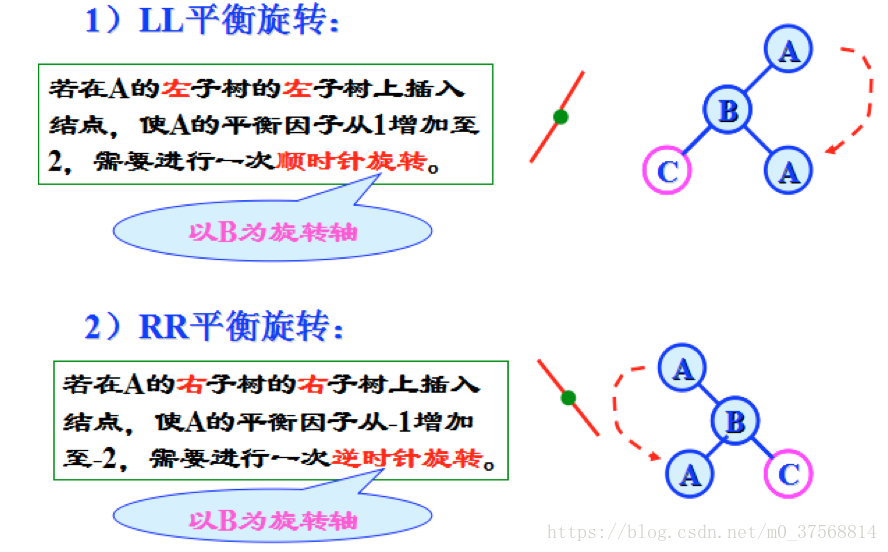 1）LL平衡旋转：
若在A的左子树的左子树上插入
结点，使A的平衡因子从1增加至
2，需要进行一次顺时针旋转。
以B为旋转轴
A
B
C
A
2）RR平衡旋转：
若在A的右子树的右子树上插入
结点，使A的平衡因子从-1增加
至-2，需要进行一次逆时针旋转。
以B为旋转轴
A
B
A
C
https://blog.csdn.net/m0_37568814